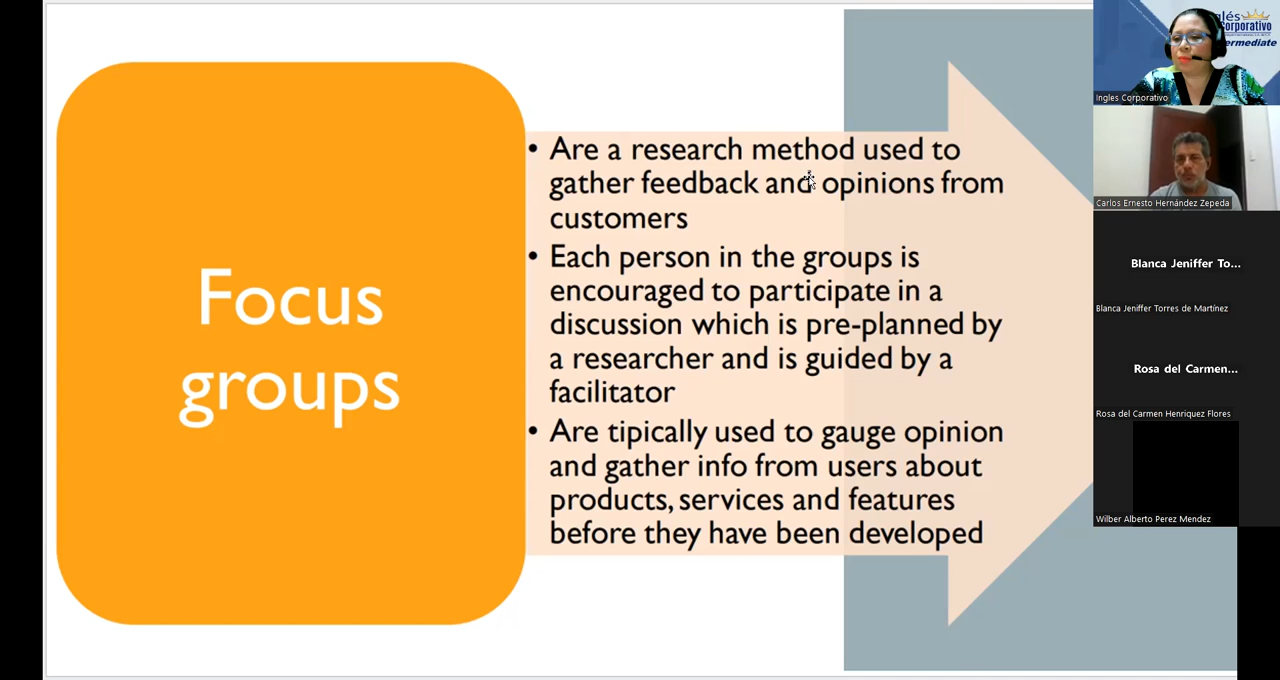 Focus
groups
• Are a research method used to
gather feedback and opinions from
customers
• Each person in the groups is
encouraged to participate in a
discussion which is pre-planned by
a researcher and is guided by a
facilitator
• Are tipically used to gauge opinion
and gather info from users about
products, services and features
before they have been developed
glés
Corporativo
ermediate
Ingles Corporativo
Carlos Ernesto Hernández Zepeda
Blanca Jeniffer To...
Blanca Jeniffer Torres de Martínez
Rosa del Carmen...
Rosa del Carmen Henriquez Flores
Wilber Alberto Perez Mendez